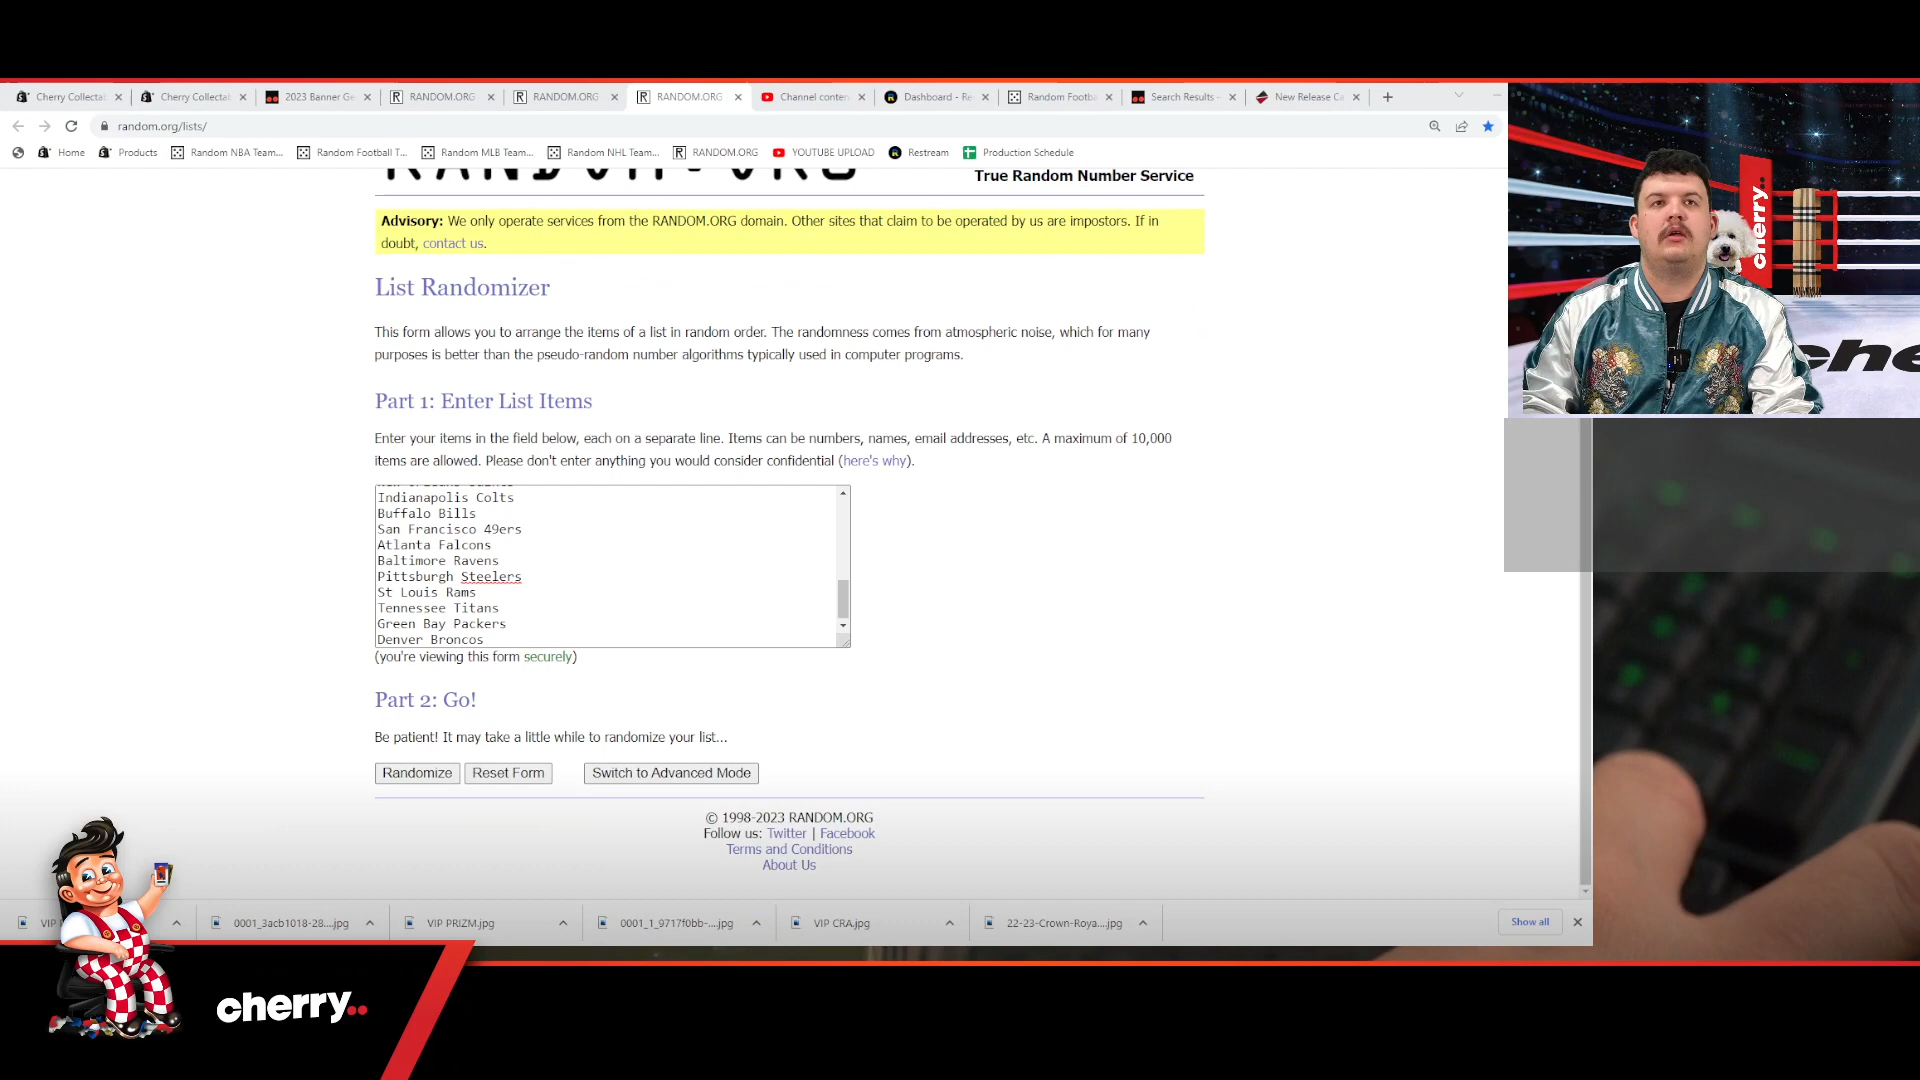 Cherry Collecta
Cherry Collectab
2023 Banner Ge
RANDOM.ORG
RANDOM.ORG
RANDOM.ORG
Channel conten
Dashboard - Re
Random Footba
Search Results -
New Release Ca
random.org/lists/
Home
Products
Random NBA Team...
Random Football T...
Random MLB Team...
Random NHL Team...
RANDOM.ORG
YOUTUBE UPLOAD
Restream
Production Schedule
RANDOM.ORG
True Random Number Service
Advisory: We only operate services from the RANDOM.ORG domain. Other sites that claim to be operated by us are impostors. If in
doubt, contact us.
List Randomizer
This form allows you to arrange the items of a list in random order. The randomness comes from atmospheric noise, which for many
purposes is better than the pseudo-random number algorithms typically used in computer programs.
Part 1: Enter List Items
Enter your items in the field below, each on a separate line. Items can be numbers, names, email addresses, etc. A maximum of 10,000
items are allowed. Please don't enter anything you would consider confidential (here's why).
Indianapolis Colts
Buffalo Bills
San Francisco 49ers
Atlanta Falcons
Baltimore Ravens
Pittsburgh Steelers
St Louis Rams
Tennessee Titans
Green Bay Packers
Denver Broncos
(you're viewing this form securely)
Part 2: Go!
Be patient! It may take a little while to randomize your list...
Randomize
Reset Form
Switch to Advanced Mode
© 1998-2023 RANDOM.ORG
Follow us: Twitter | Facebook
Terms and Conditions
About Us
VIP
0001_3acb1018-28....jpg
VIP PRIZM.jpg
0001_1_9717f0bb-....jpg
VIP CRA.jpg
22-23-Crown-Roya....jpg
Show all
cherry..
cherry..
che